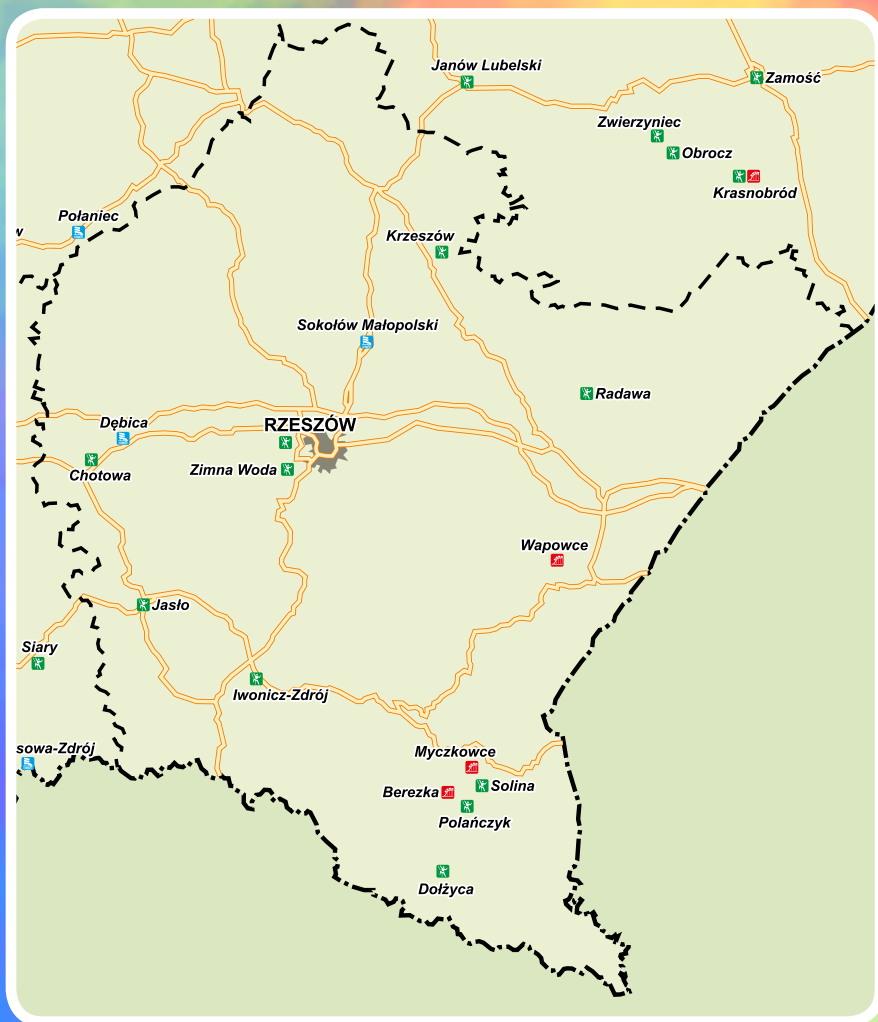 Janów Lubelski
Zamość
Zwierzyniec
Obrocz
Krasnobród
Połaniec
w
Krzeszów
Sokołów Małopolski
Radawa
Dębica
RZESZÓW
Chotowa
Zimna Woda
Wapowce
Jasło
Siary
Iwonicz-Zdrój
sowa-Zdrój
Myczkowce
Solina
Berezka
Polańczyk
Dołżyca